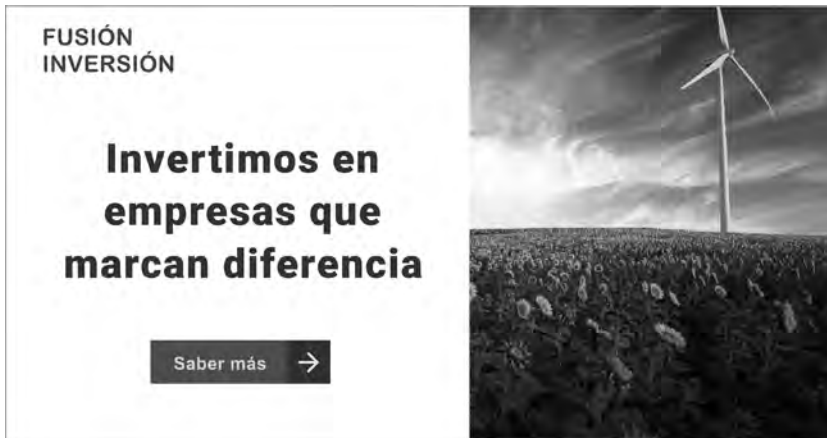 FUSIÓN
INVERSIÓN
Invertimos en
empresas que
marcan diferencia
Saber más